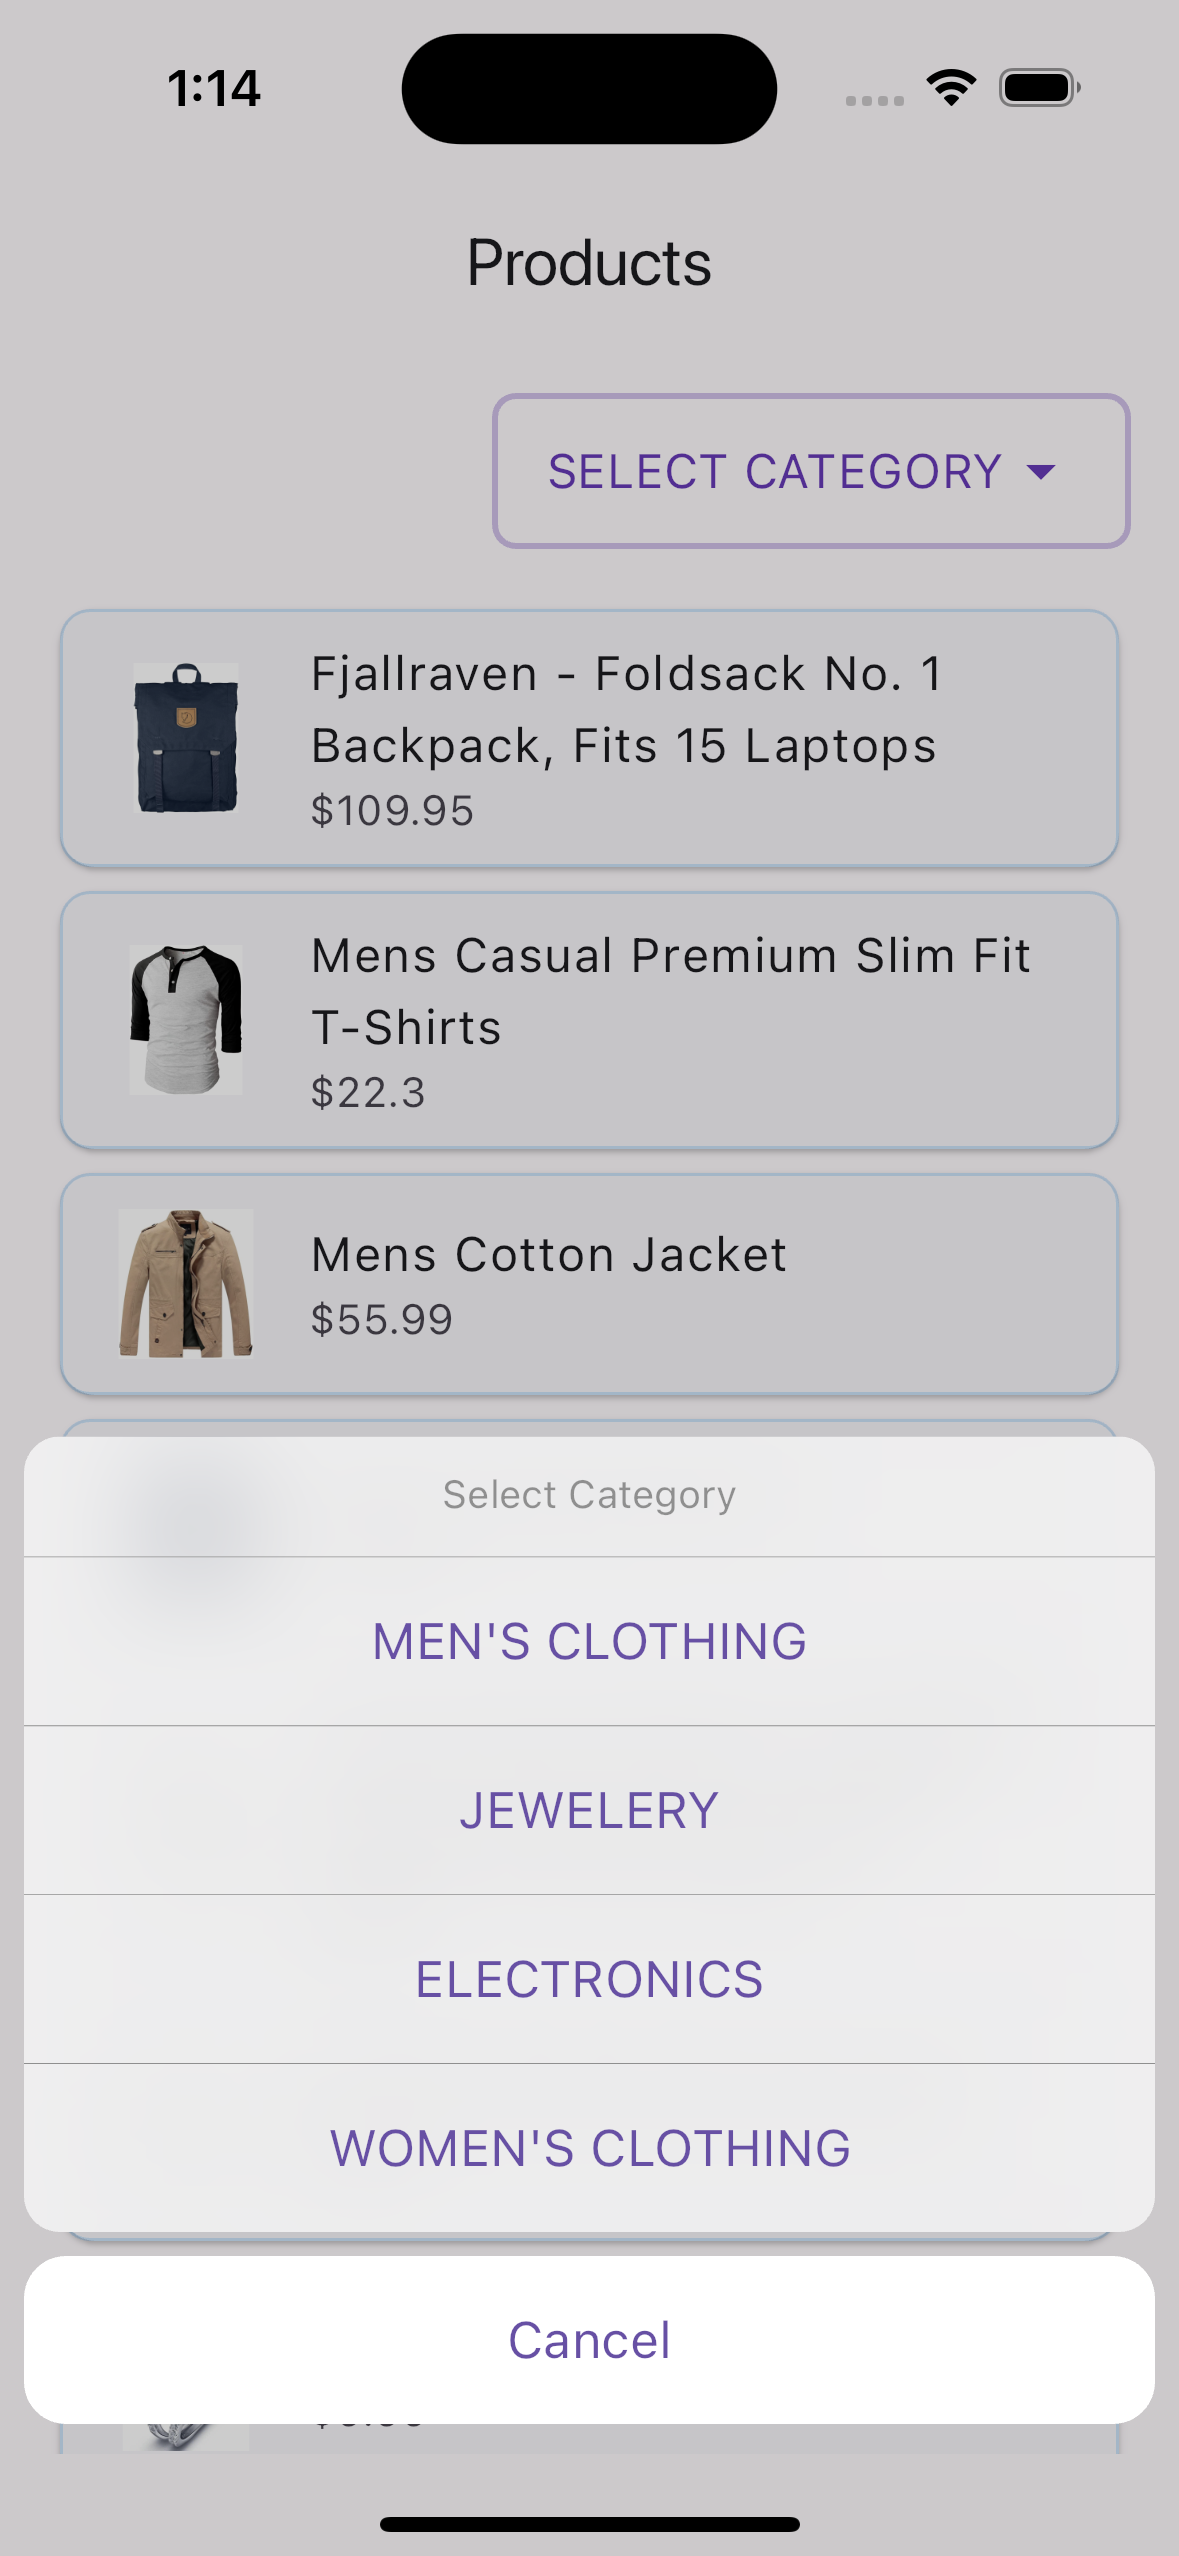 1:14
Products
SELECT CATEGORY
Fjallraven - Foldsack No. 1
Backpack, Fits 15 Laptops
$109.95
Mens Casual Premium Slim Fit
T-Shirts
$22.3
Mens Cotton Jacket
$55.99
Select Category
MEN'S CLOTHING
JEWELERY
ELECTRONICS
WOMEN'S CLOTHING
Cancel